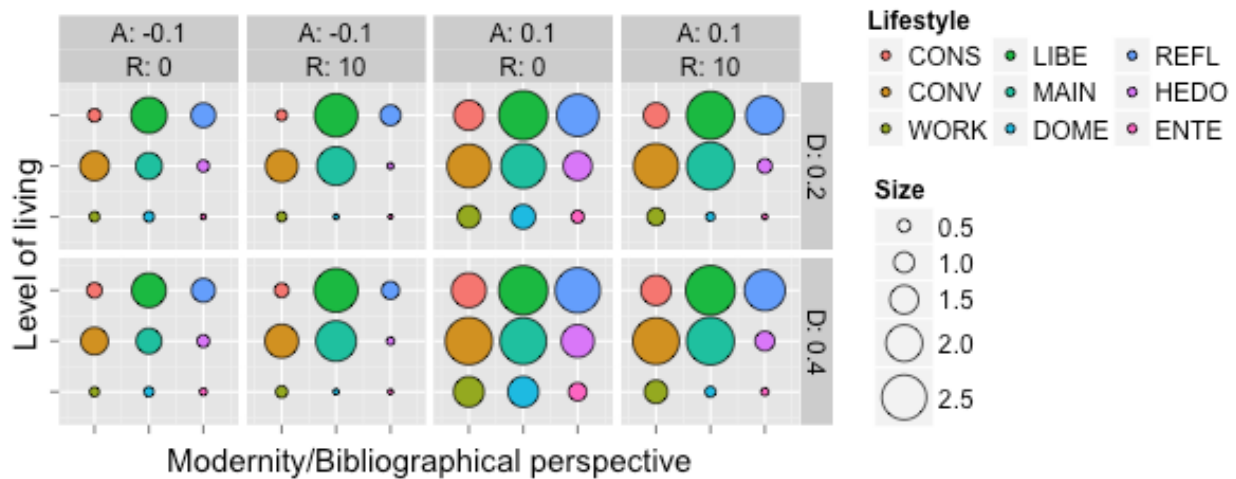 A: -0.1
A: -0.1
A: 0.1
A: 0.1
R: 0
R: 10
R: 0
R: 10
Level of living
D: 0.2
D: 0.4
Modernity/Bibliographical perspective
Lifestyle
CONS LIBE REFL
CONV MAIN HEDO
WORK DOME ENTE
Size
0.5
1.0
1.5
2.0
2.5